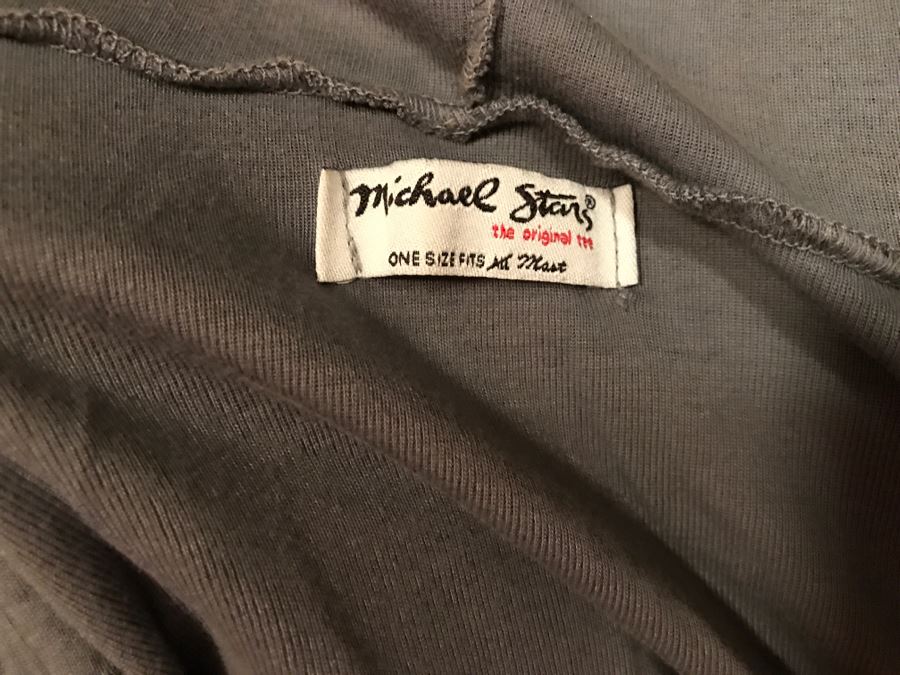 Michael Stars®
the original tee
ONE SIZE FITS All Most